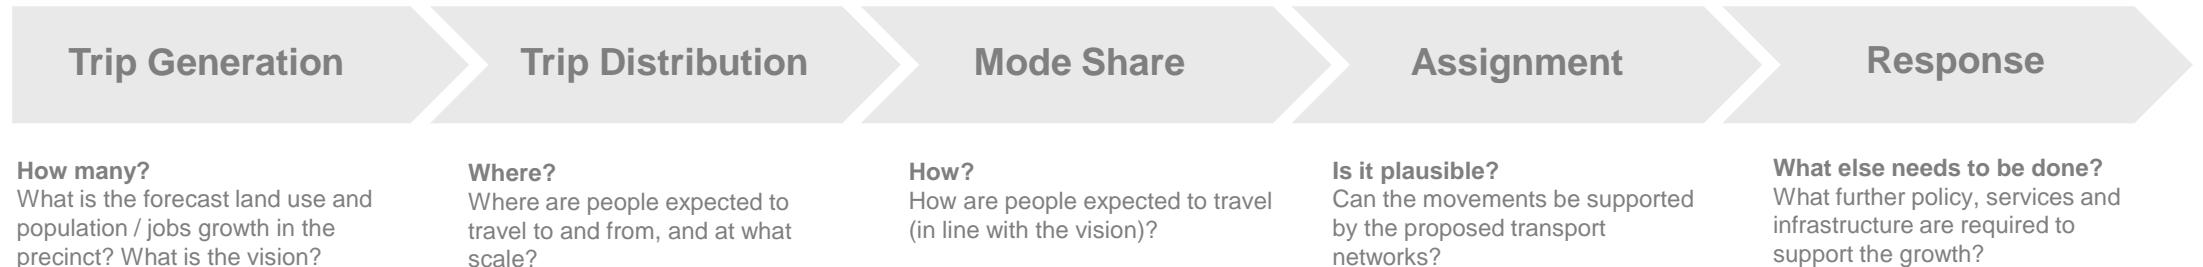 Trip Generation
Trip Distribution
Mode Share
Assignment
Response
How many?
What is the forecast land use and
population / jobs growth in the
precinct? What is the vision?
Where?
Where are people expected to
travel to and from, and at what
scale?
How?
How are people expected to travel
(in line with the vision)?
Is it plausible?
Can the movements be supported
by the proposed transport
networks?
What else needs to be done?
What further policy, services and
infrastructure are required to
support the growth?